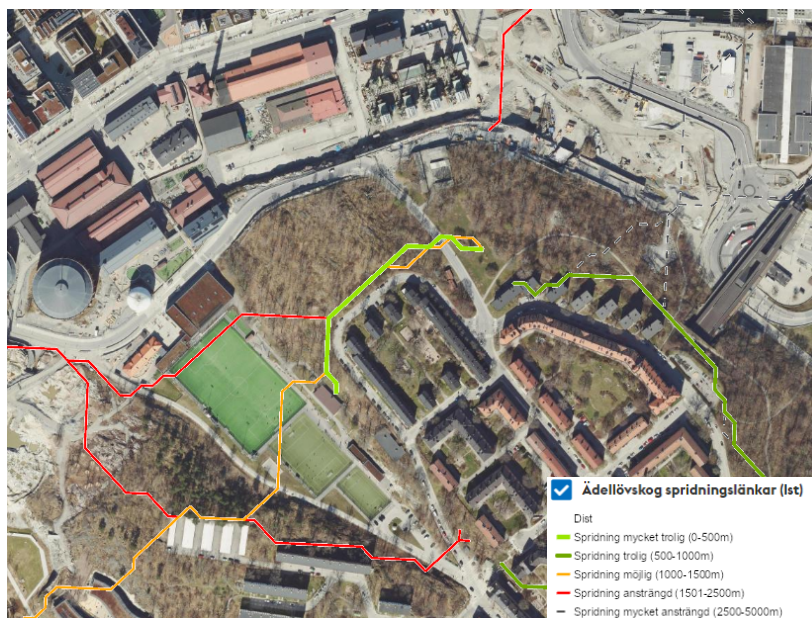 Ädellövskog spridningslänkar (lst)
Dist
Spridning mycket trolig (0-500m)
Spridning trolig (500-1000m)
Spridning möjlig (1000-1500m)
Spridning ansträngd (1501-2500m)
Spridning mycket ansträngd (2500-5000m)